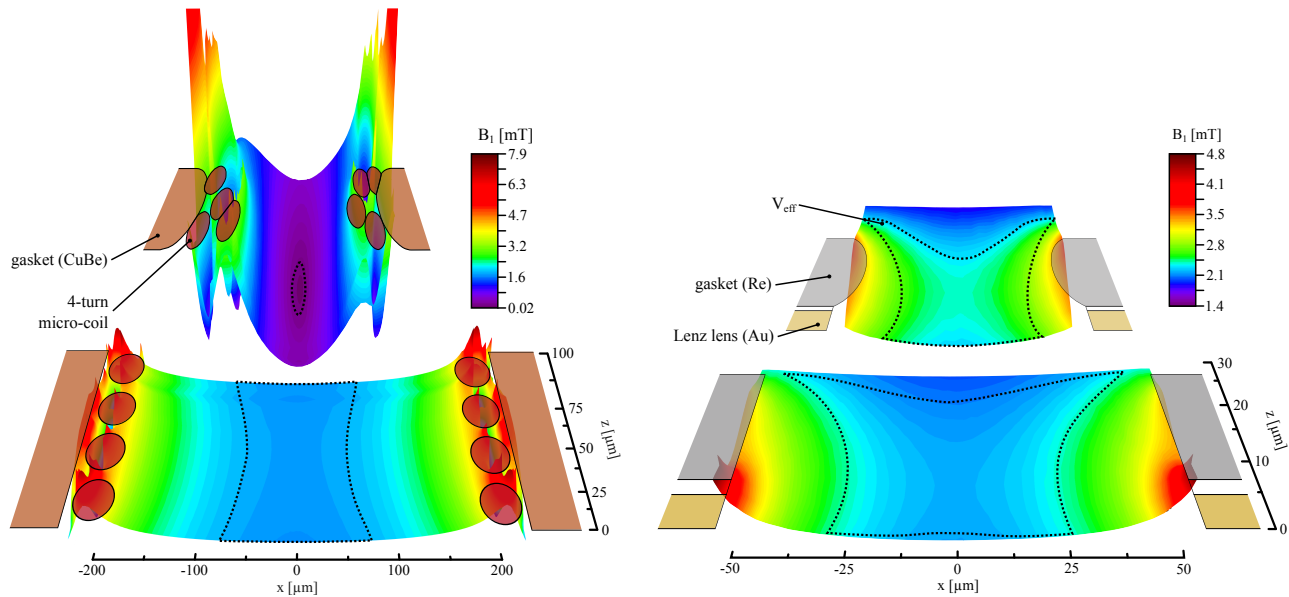 B₁ [mT]
7.9
6.3
4.7
3.2
1.6
0.02
gasket (CuBe)
4-turn
micro-coil
100
75
50
25
0
z [μm]
-200
-100
0
100
200
x [μm]
B₁ [mT]
4.8
4.1
3.5
2.8
2.1
1.4
V_eff
gasket (Re)
Lenz lens (Au)
30
20
10
0
z [μm]
-50
-25
0
25
50
x [μm]